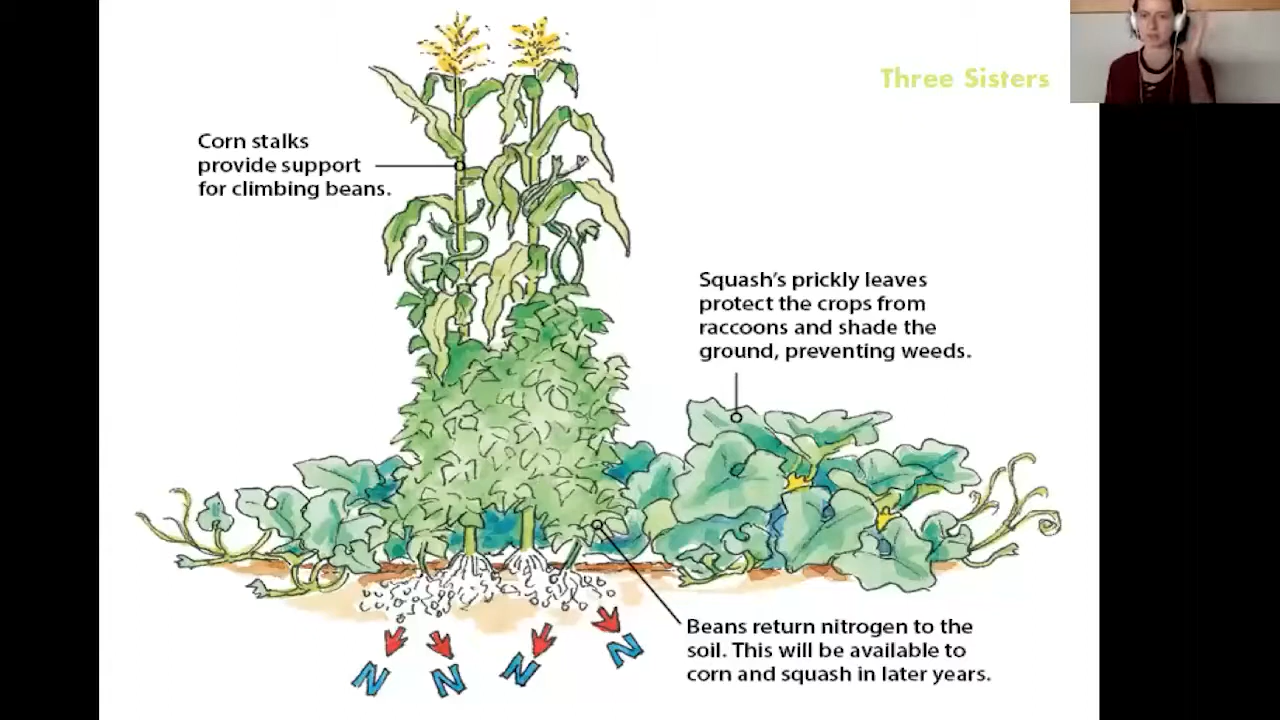 Three Sisters
Corn stalks
provide support
for climbing beans.
Squash's prickly leaves
protect the crops from
raccoons and shade the
ground, preventing weeds.
Beans return nitrogen to the
soil. This will be available to
corn and squash in later years.
N N N N